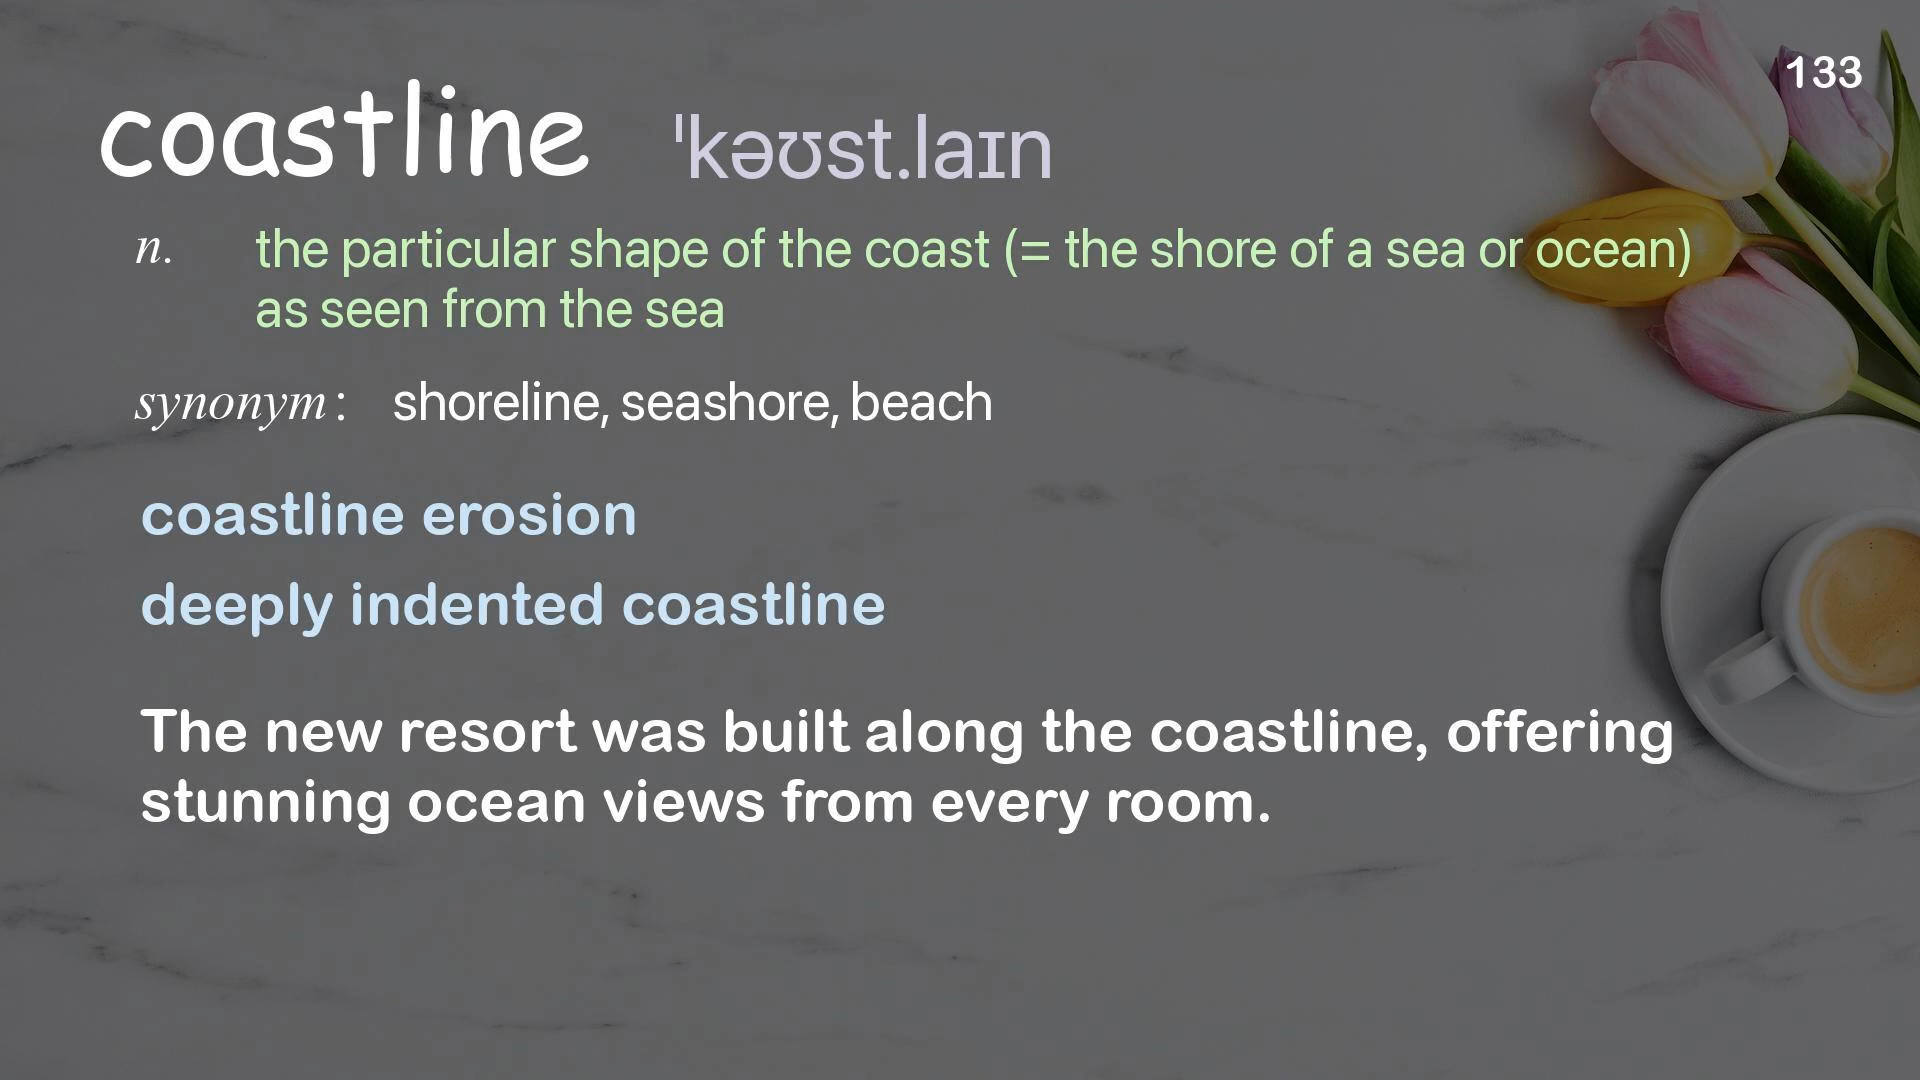 133
coastline ˈkəʊst.laɪn
n. the particular shape of the coast (= the shore of a sea or ocean)
as seen from the sea
synonym: shoreline, seashore, beach
coastline erosion
deeply indented coastline
The new resort was built along the coastline, offering
stunning ocean views from every room.